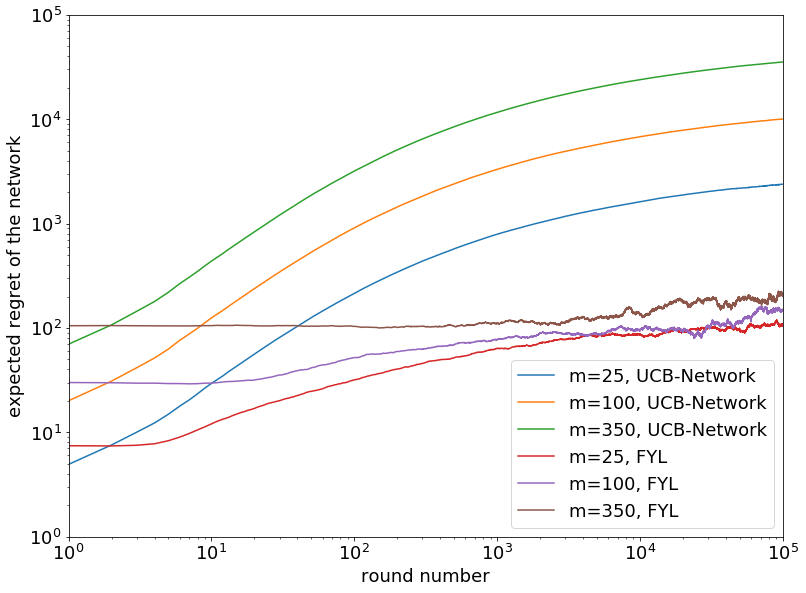 expected regret of the network
10^5
10^4
10^3
10^2
10^1
10^0
m=25, UCB-Network
m=100, UCB-Network
m=350, UCB-Network
m=25, FYL
m=100, FYL
m=350, FYL
10^0 10^1 10^2 10^3 10^4 10^5
round number